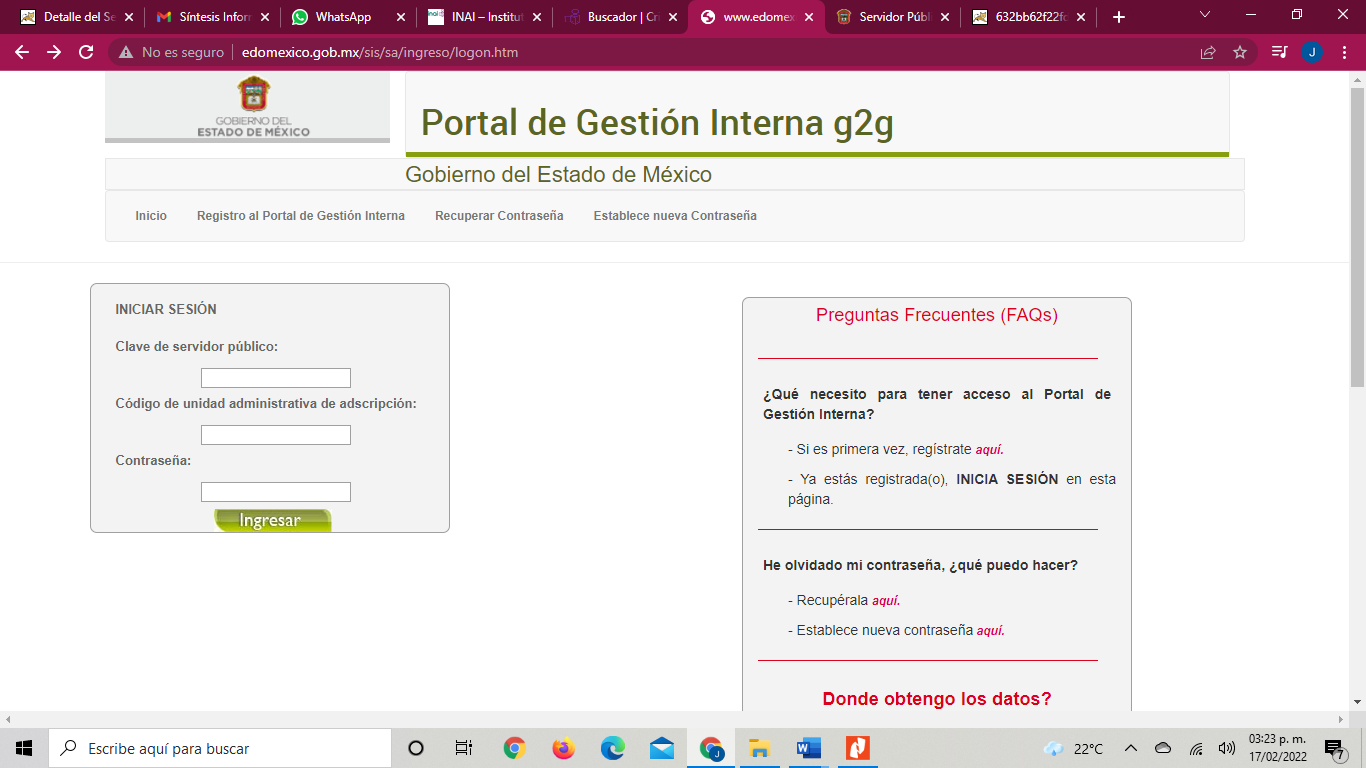 Detalle del Se
Síntesis Inforr
WhatsApp
INAI – Institut
Buscador | Cri
www.edomex
Servidor Públi
632bb62f22fc
No es seguro
edomexico.gob.mx/sis/sa/ingreso/logon.htm
J
GOBIERNO DEL
ESTADO DE MÉXICO
Portal de Gestión Interna g2g
Gobierno del Estado de México
Inicio
Registro al Portal de Gestión Interna
Recuperar Contraseña
Establece nueva Contraseña
INICIAR SESIÓN
Clave de servidor público:
Código de unidad administrativa de adscripción:
Contraseña:
Ingresar
Preguntas Frecuentes (FAQs)
¿Qué necesito para tener acceso al Portal de
Gestión Interna?
- Si es primera vez, regístrate aquí.
- Ya estás registrada(o), INICIA SESIÓN en esta
página.
He olvidado mi contraseña, ¿qué puedo hacer?
- Recupérala aquí.
- Establece nueva contraseña aquí.
Donde obtengo los datos?
Escribe aquí para buscar
22°C
03:23 p. m.
17/02/2022
7